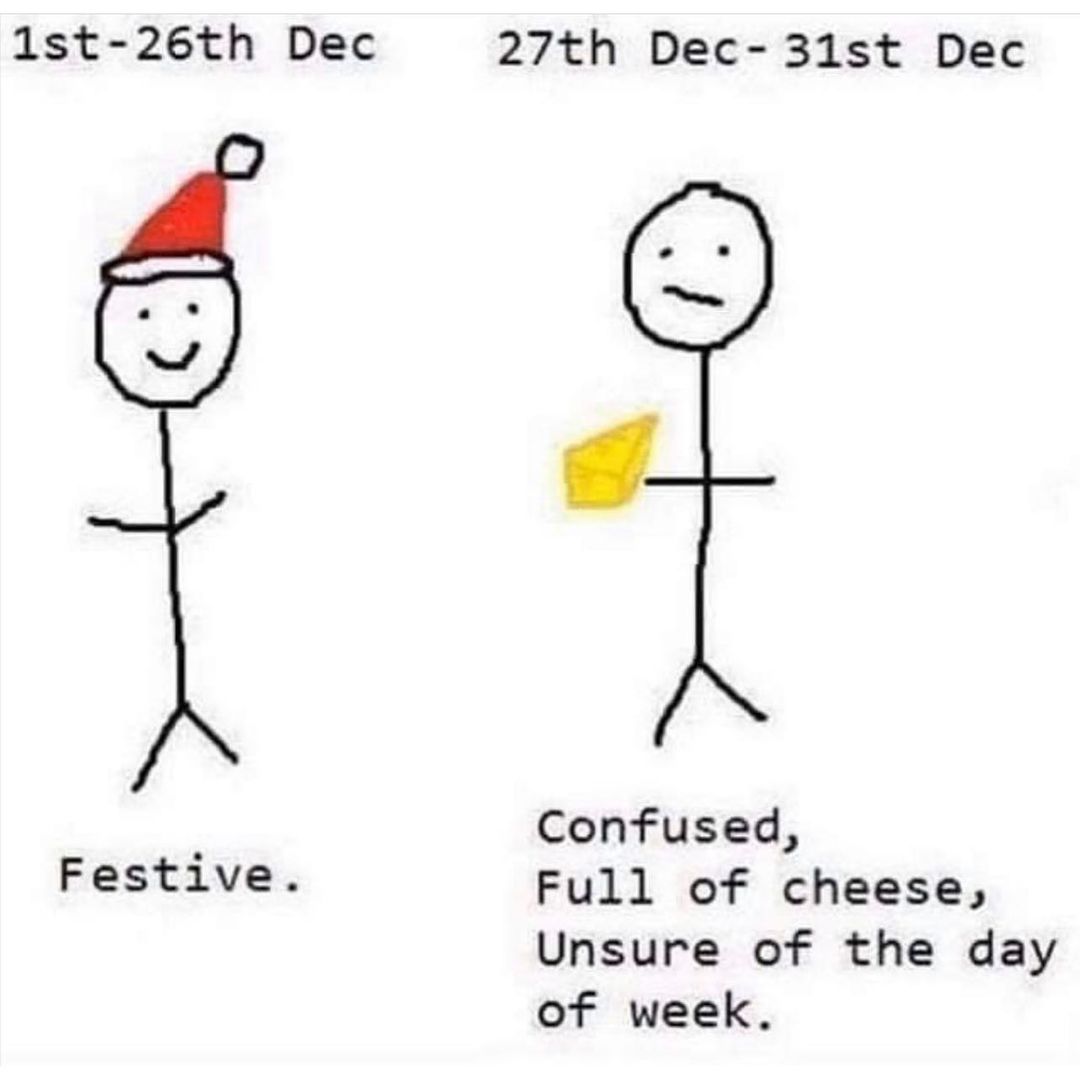 1st-26th Dec
27th Dec-31st Dec
Festive.
Confused,
Full of cheese,
Unsure of the day
of week.